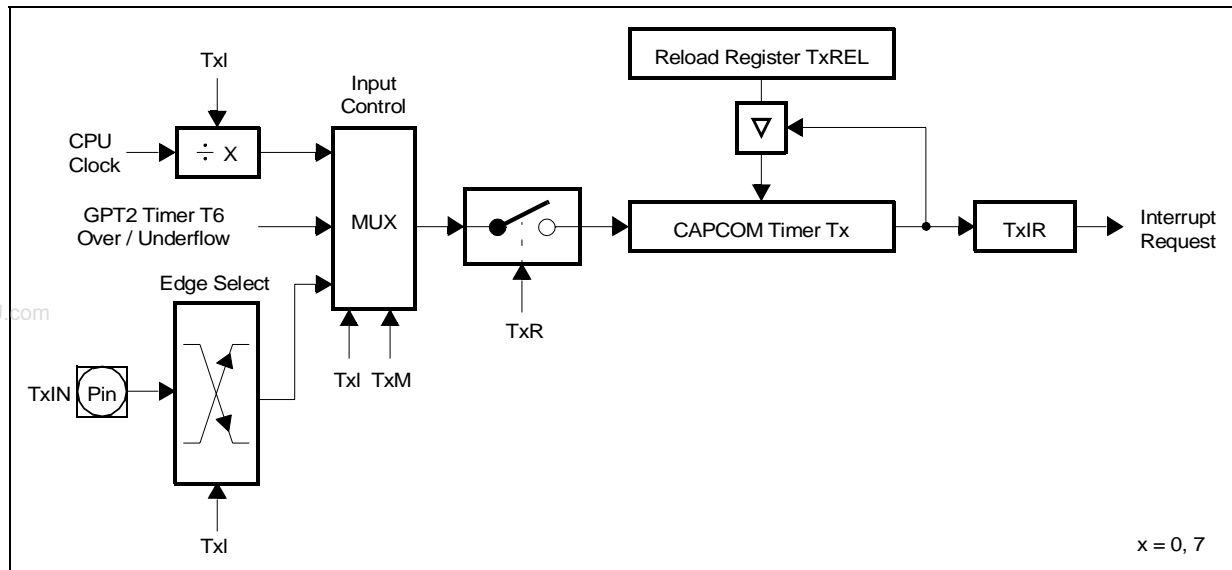 TxI
Reload Register TxREL
Input
Control
CPU
Clock
÷ X
GPT2 Timer T6
Over / Underflow
MUX
CAPCOM Timer Tx
TxIR
Interrupt
Request
Edge Select
.com
TxR
TxI
TxM
TxIN
Pin
TxI
x = 0, 7